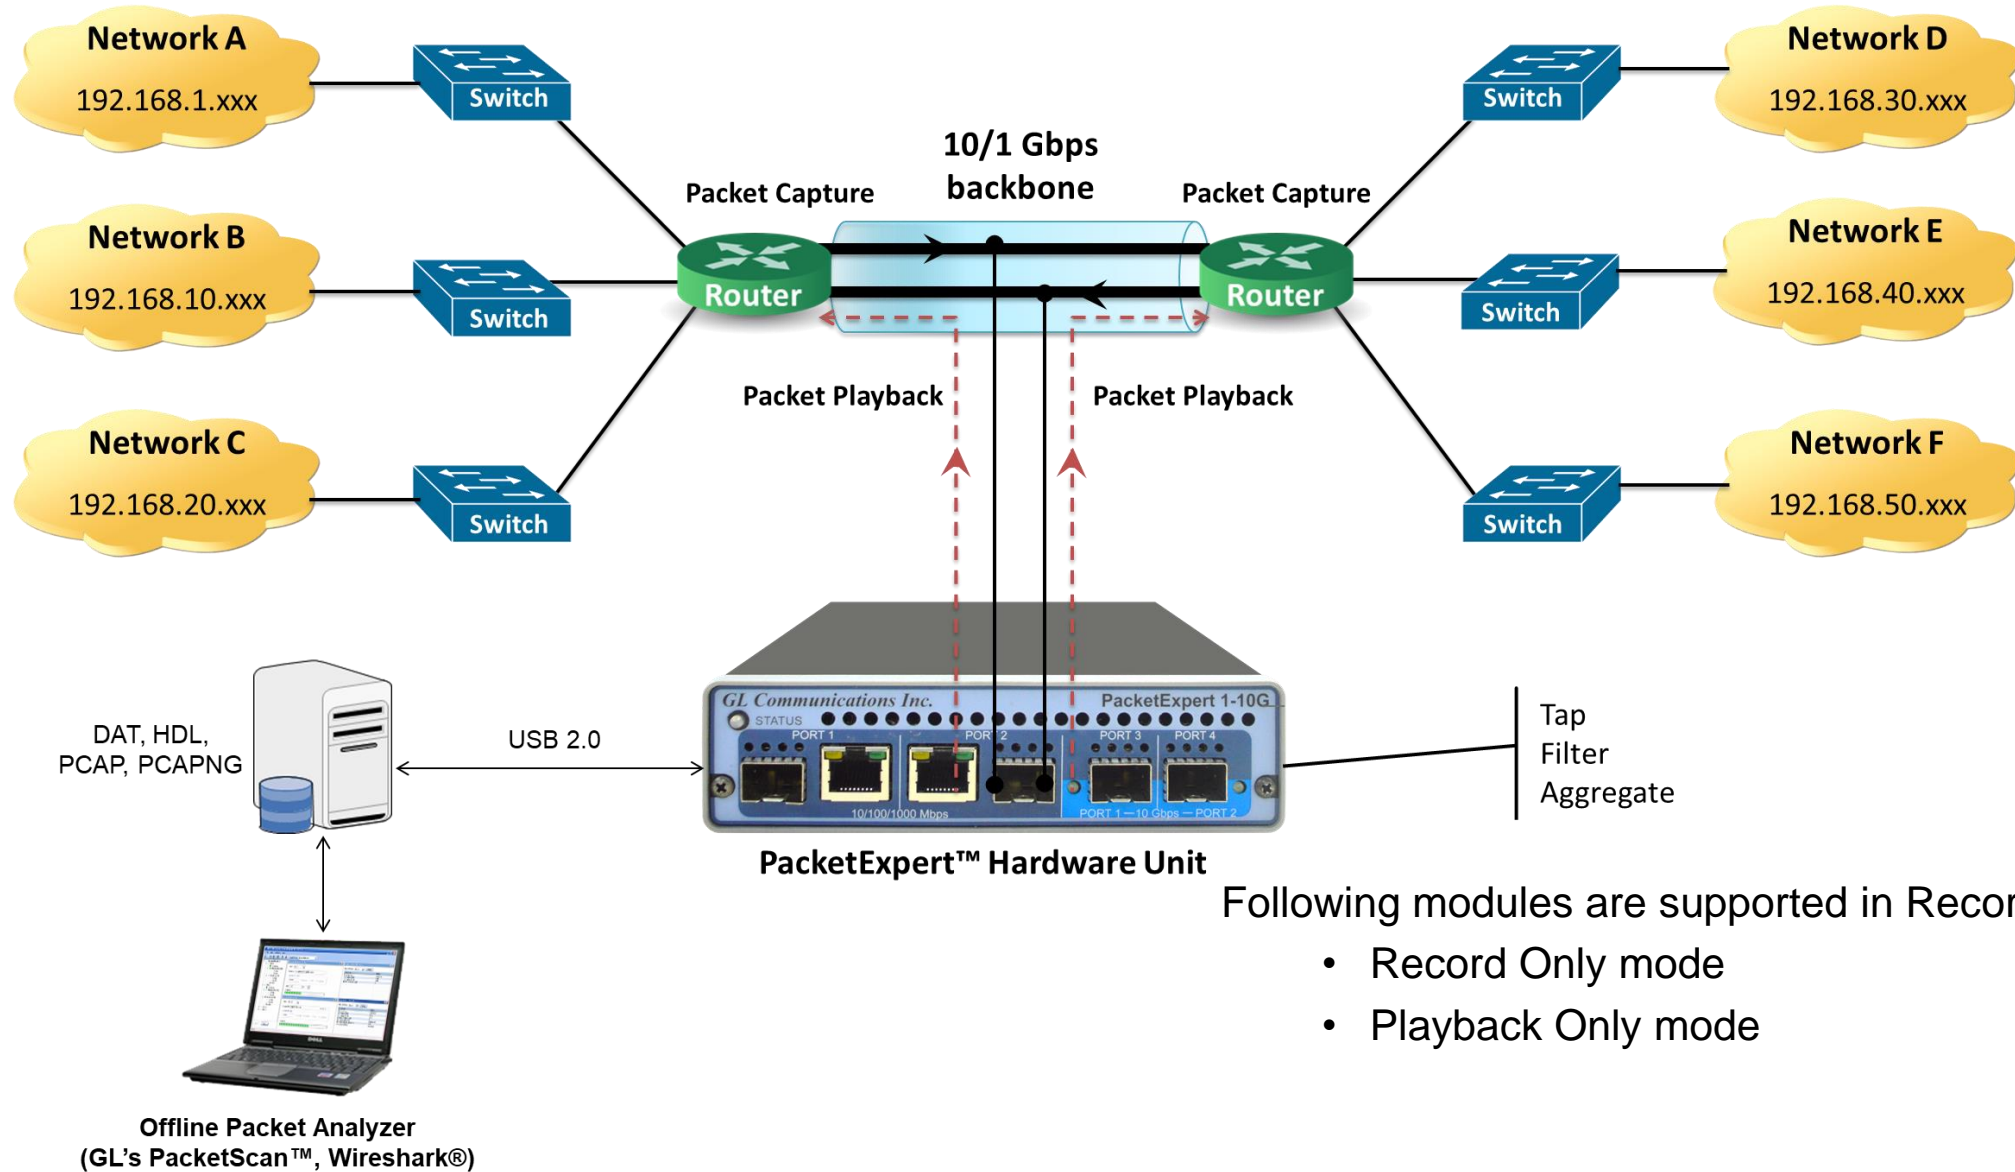 Network A
192.168.1.xxx
Switch
Network B
192.168.10.xxx
Switch
Network C
192.168.20.xxx
Switch
Packet Capture
10/1 Gbps
backbone
Packet Capture
Router
Router
Packet Playback
Packet Playback
Network D
192.168.30.xxx
Switch
Network E
192.168.40.xxx
Switch
Network F
192.168.50.xxx
Switch
DAT, HDL,
PCAP, PCAPNG
USB 2.0
GL Communications Inc.
PacketExpert 1-10G
STATUS
PORT 1
PORT 2
PORT 3
PORT 4
10/100/1000 Mbps
PORT 1 — 10 Gbps — PORT 2
PacketExpert™ Hardware Unit
Tap
Filter
Aggregate
Following modules are supported in Recor
• Record Only mode
• Playback Only mode
DELL
Offline Packet Analyzer
(GL's PacketScan™, Wireshark®)